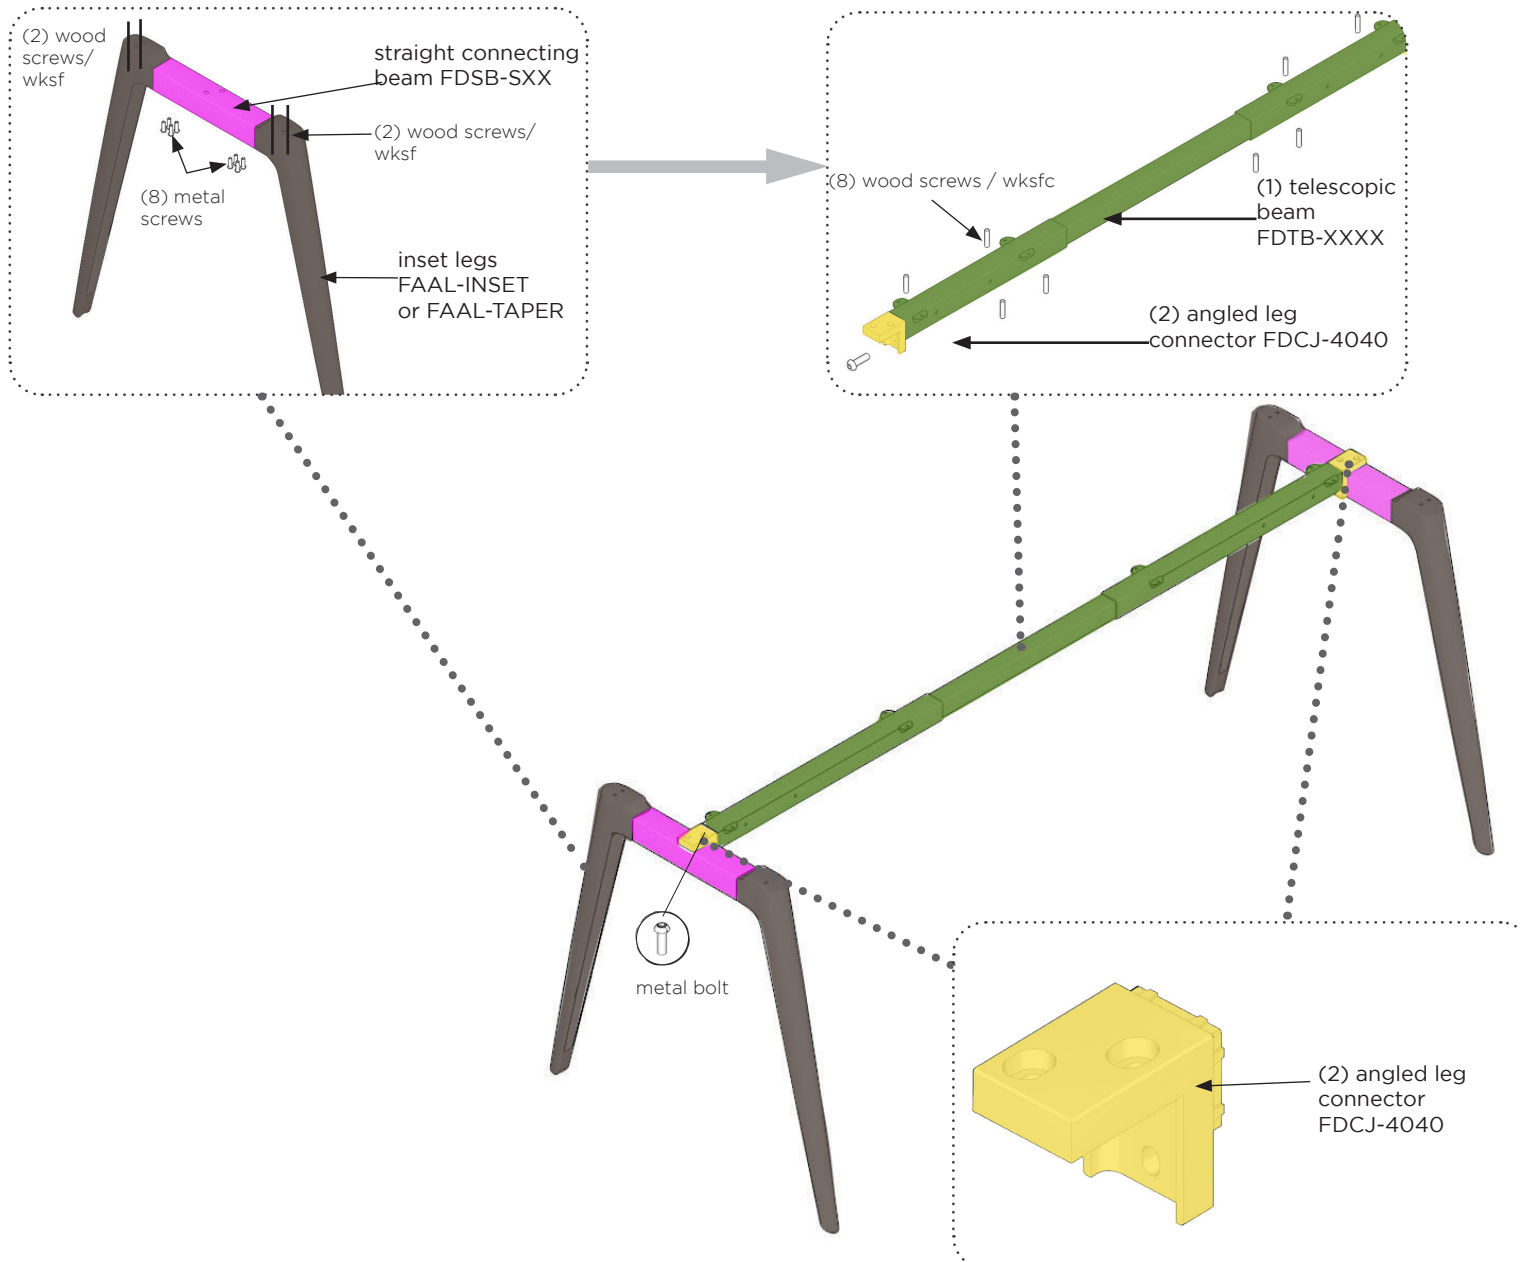 (2) wood
screws/
wksf
straight connecting
beam FDSB-SXX
(2) wood screws/
wksf
(8) metal
screws
inset legs
FAAL-INSET
or FAAL-TAPER
(8) wood screws / wksfc
(1) telescopic
beam
FDTB-XXXX
(2) angled leg
connector FDCJ-4040
metal bolt
(2) angled leg
connector
FDCJ-4040